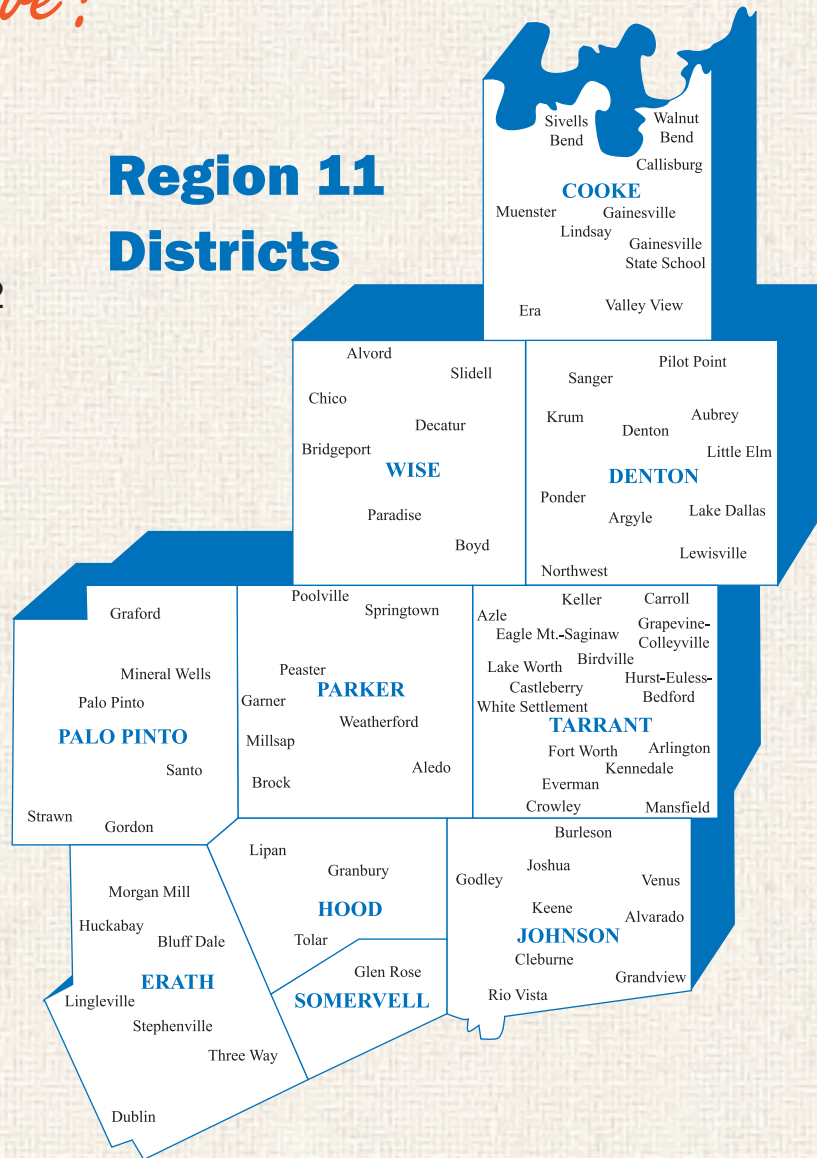 ve!
Region 11
Districts
2
Sivells
Bend
Walnut
Bend
Callisburg
COOKE
Muenster
Gainesville
Lindsay
Gainesville
State School
Era
Valley View
Alvord
Slidell
Chico
Decatur
Bridgeport
WISE
Paradise
Boyd
Pilot Point
Sanger
Krum
Aubrey
Denton
Little Elm
DENTON
Ponder
Lake Dallas
Argyle
Lewisville
Northwest
Graford
Mineral Wells
Palo Pinto
PALO PINTO
Santo
Strawn
Gordon
Poolville
Springtown
Peaster
PARKER
Garner
Weatherford
Millsap
Aledo
Brock
Keller
Carroll
Azle
Grapevine-
Colleyville
Eagle Mt.-Saginaw
Birdville
Lake Worth
Hurst-Euless-
Bedford
Castleberry
White Settlement
TARRANT
Fort Worth
Arlington
Kennedale
Everman
Crowley
Mansfield
Lipan
Granbury
HOOD
Tolar
Glen Rose
SOMERVELL
Burleson
Joshua
Godley
Venus
Keene
Alvarado
JOHNSON
Cleburne
Grandview
Rio Vista
Morgan Mill
Huckabay
Bluff Dale
ERATH
Lingleville
Stephenville
Three Way
Dublin